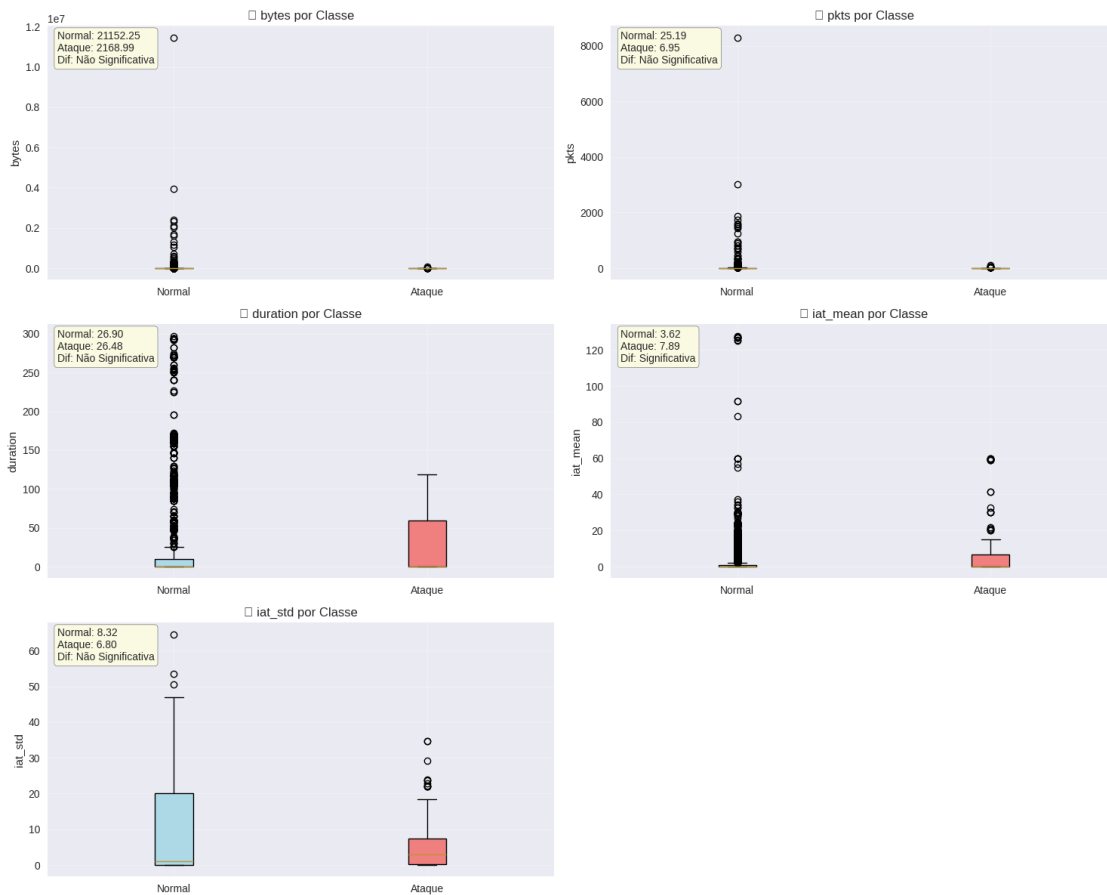 1e7
▯ bytes por Classe
Normal: 21152.25
Ataque: 2168.99
Dif: Não Significativa
bytes
1.2
1.0
0.8
0.6
0.4
0.2
0.0
Normal
Ataque
▯ pkts por Classe
Normal: 25.19
Ataque: 6.95
Dif: Não Significativa
pkts
8000
6000
4000
2000
0
Normal
Ataque
▯ duration por Classe
Normal: 26.90
Ataque: 26.48
Dif: Não Significativa
duration
300
250
200
150
100
50
0
Normal
Ataque
▯ iat_mean por Classe
Normal: 3.62
Ataque: 7.89
Dif: Significativa
iat_mean
120
100
80
60
40
20
0
Normal
Ataque
▯ iat_std por Classe
Normal: 8.32
Ataque: 6.80
Dif: Não Significativa
iat_std
60
50
40
30
20
10
0
Normal
Ataque